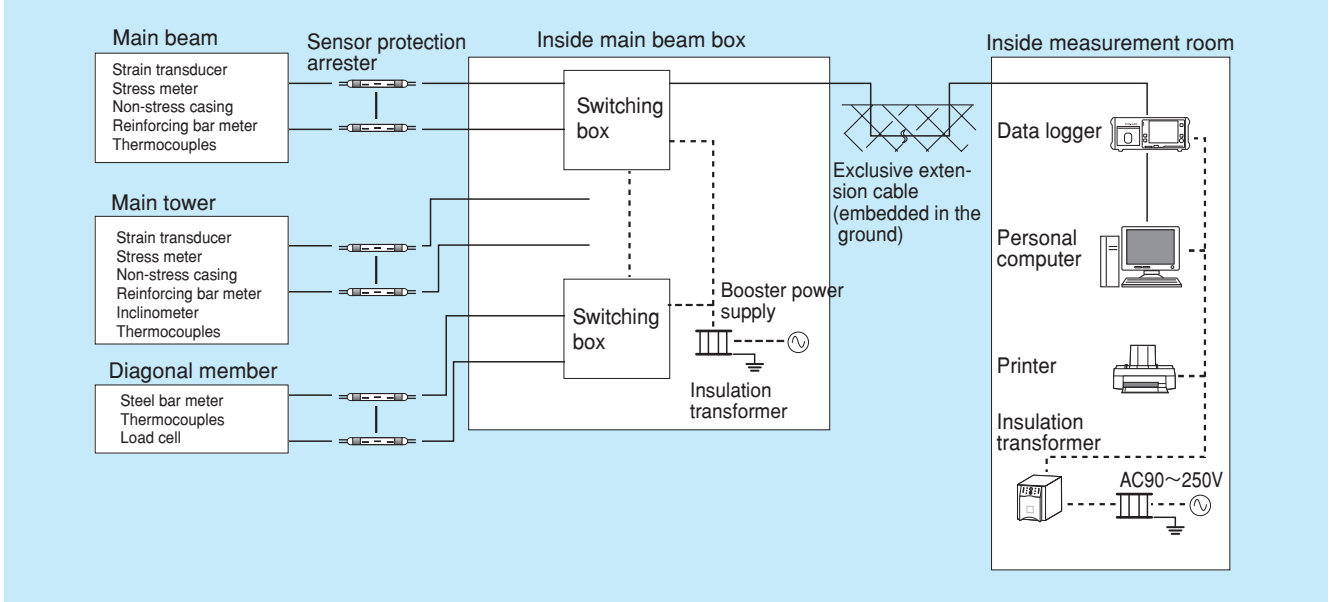 Main beam
Strain transducer
Stress meter
Non-stress casing
Reinforcing bar meter
Thermocouples
Main tower
Strain transducer
Stress meter
Non-stress casing
Reinforcing bar meter
Inclinometer
Thermocouples
Diagonal member
Steel bar meter
Thermocouples
Load cell
Sensor protection
arrester
Inside main beam box
Switching
box
Switching
box
Booster power
supply
Insulation
transformer
Exclusive exten-
sion cable
(embedded in the
ground)
Inside measurement room
Data logger
Personal
computer
Printer
Insulation
transformer
AC90～250V